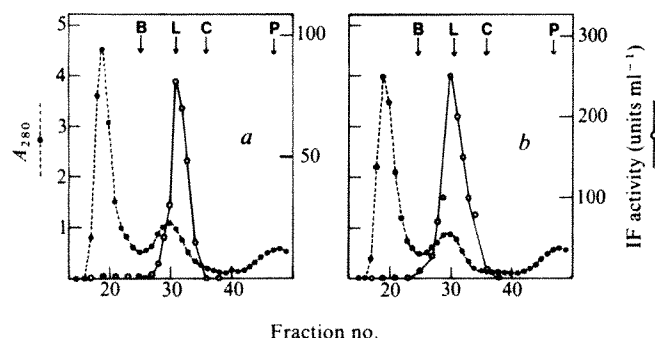 B L C P B L C P
5 100 300
4
3 200
A280 a b IF activity (units ml−1)
2 50
100
1
20 30 40 20 30 40
Fraction no.